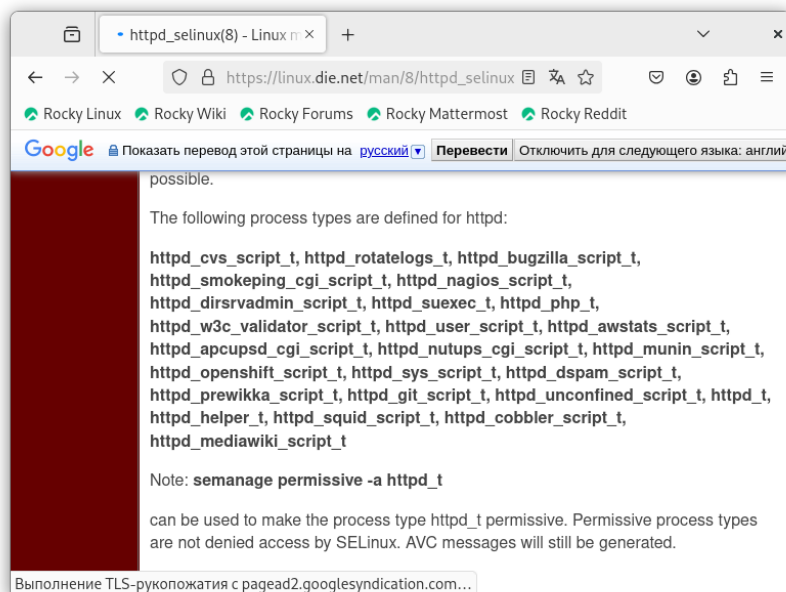 httpd_selinux(8) - Linux m
https://linux.die.net/man/8/httpd_selinux
Rocky Linux Rocky Wiki Rocky Forums Rocky Mattermost Rocky Reddit
Google Показать перевод этой страницы на русский Перевести Отключить для следующего языка: англий
possible.
The following process types are defined for httpd:
httpd_cvs_script_t, httpd_rotatelogs_t, httpd_bugzilla_script_t,
httpd_smokeping_cgi_script_t, httpd_nagios_script_t,
httpd_dirsrvadmin_script_t, httpd_suexec_t, httpd_php_t,
httpd_w3c_validator_script_t, httpd_user_script_t, httpd_awstats_script_t,
httpd_apcupsd_cgi_script_t, httpd_nutups_cgi_script_t, httpd_munin_script_t,
httpd_openshift_script_t, httpd_sys_script_t, httpd_dspam_script_t,
httpd_prewikka_script_t, httpd_git_script_t, httpd_unconfined_script_t, httpd_t,
httpd_helper_t, httpd_squid_script_t, httpd_cobbler_script_t,
httpd_mediawiki_script_t
Note: semanage permissive -a httpd_t
can be used to make the process type httpd_t permissive. Permissive process types
are not denied access by SELinux. AVC messages will still be generated.
Выполнение TLS-рукопожатия с pagead2.googlesyndication.com…